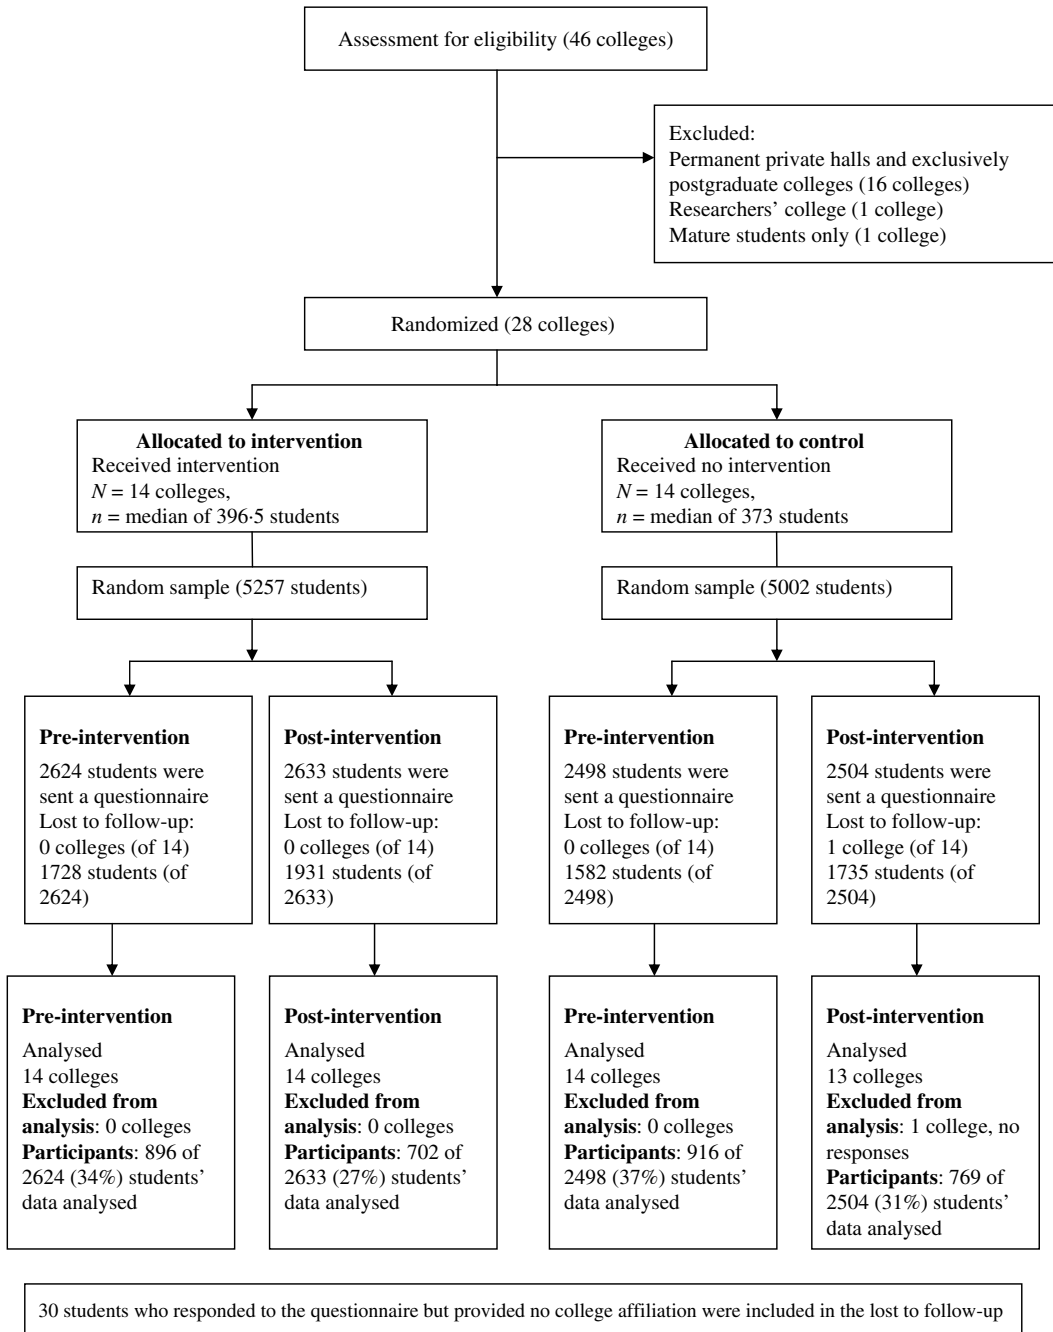 Assessment for eligibility (46 colleges)
Excluded:
Permanent private halls and exclusively
postgraduate colleges (16 colleges)
Researchers’ college (1 college)
Mature students only (1 college)
Randomized (28 colleges)
Allocated to intervention
Received intervention
N = 14 colleges,
n = median of 396·5 students
Allocated to control
Received no intervention
N = 14 colleges,
n = median of 373 students
Random sample (5257 students)
Random sample (5002 students)
Pre-intervention
2624 students were
sent a questionnaire
Lost to follow-up:
0 colleges (of 14)
1728 students (of
2624)
Post-intervention
2633 students were
sent a questionnaire
Lost to follow-up:
0 colleges (of 14)
1931 students (of
2633)
Pre-intervention
2498 students were
sent a questionnaire
Lost to follow-up:
0 colleges (of 14)
1582 students (of
2498)
Post-intervention
2504 students were
sent a questionnaire
Lost to follow-up:
1 college (of 14)
1735 students (of
2504)
Pre-intervention
Analysed
14 colleges
Excluded from
analysis: 0 colleges
Participants: 896 of
2624 (34%) students’
data analysed
Post-intervention
Analysed
14 colleges
Excluded from
analysis: 0 colleges
Participants: 702 of
2633 (27%) students’
data analysed
Pre-intervention
Analysed
14 colleges
Excluded from
analysis: 0 colleges
Participants: 916 of
2498 (37%) students’
data analysed
Post-intervention
Analysed
13 colleges
Excluded from
analysis: 1 college, no
responses
Participants: 769 of
2504 (31%) students’
data analysed
30 students who responded to the questionnaire but provided no college affiliation were included in the lost to follow-up